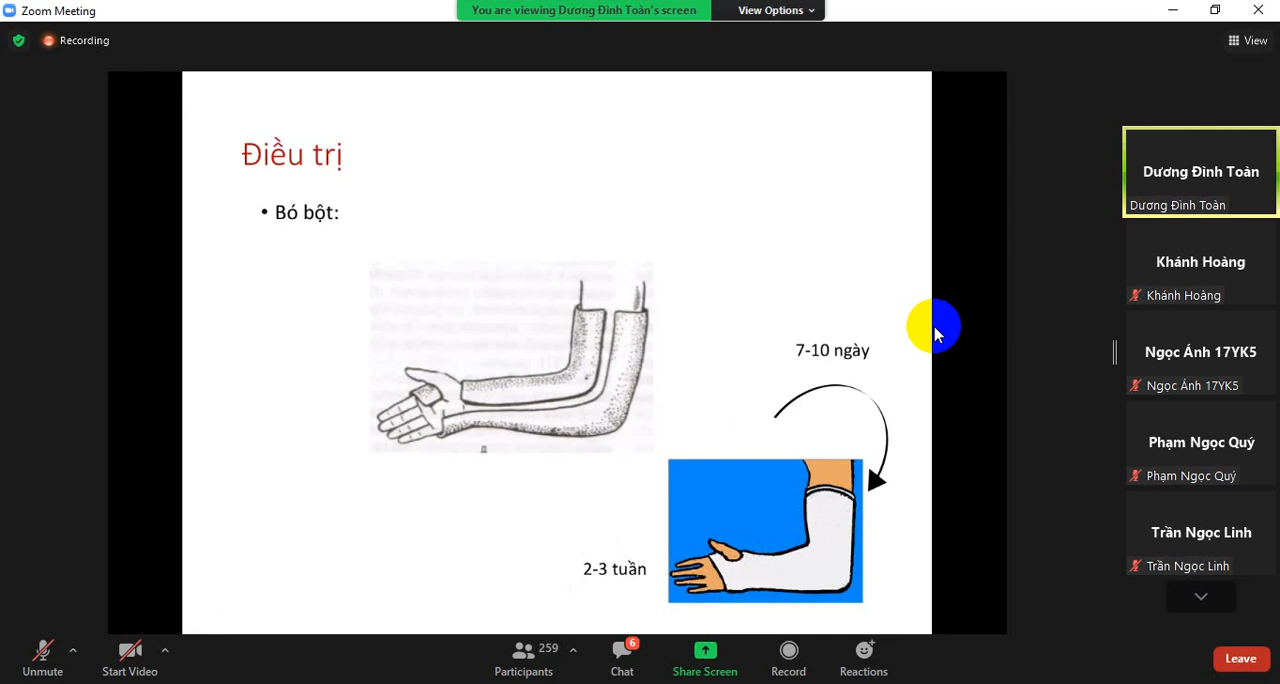 Zoom Meeting
You are viewing Dương Đình Toàn's screen
View Options
Recording
View
Điều trị
• Bó bột:
7-10 ngày
2-3 tuần
Dương Đình Toàn
Dương Đình Toàn
Khánh Hoàng
Khánh Hoàng
Ngọc Ánh 17YK5
Ngọc Ánh 17YK5
Phạm Ngọc Quý
Phạm Ngọc Quý
Trần Ngọc Linh
Trần Ngọc Linh
Unmute
Start Video
259
Participants
6
Chat
Share Screen
Record
Reactions
Leave